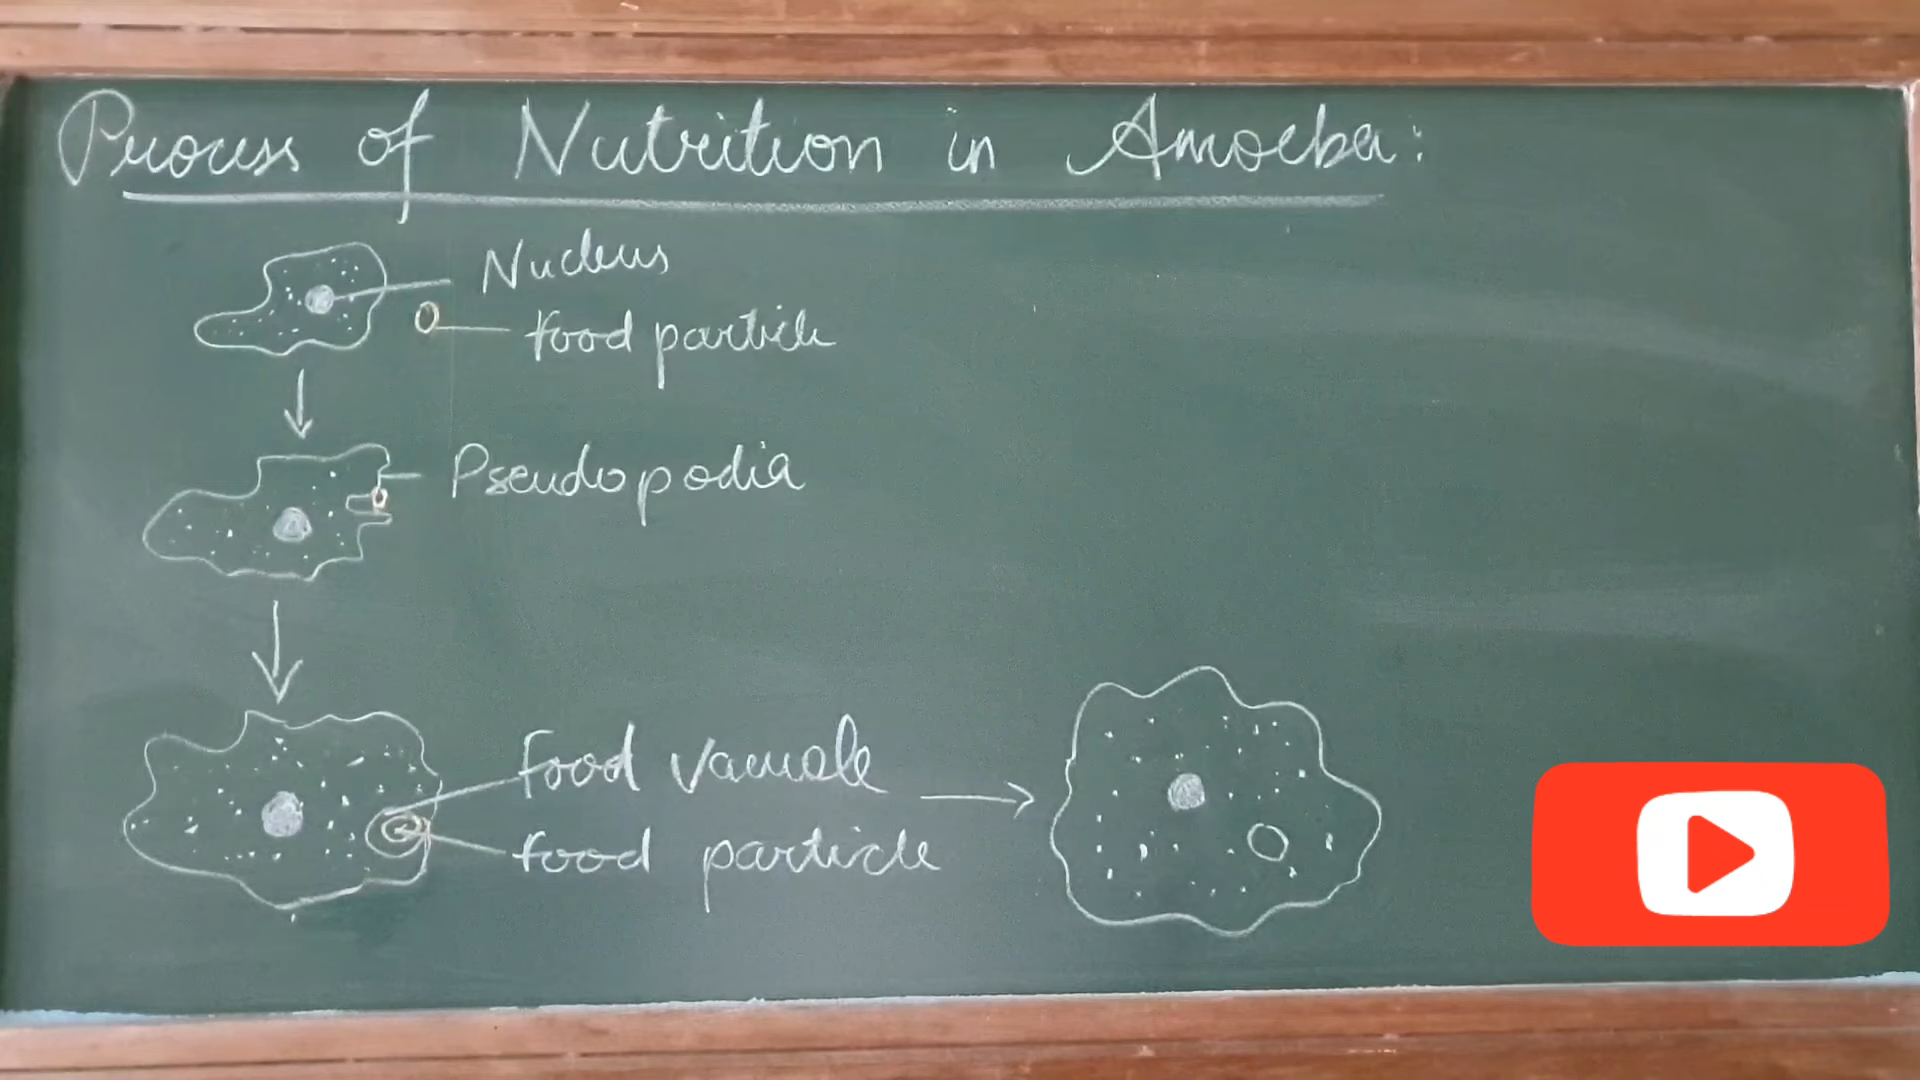 Process of Nutrition in Amoeba:
Nucleus
food particle
Pseudopodia
Food vacuole
food particle